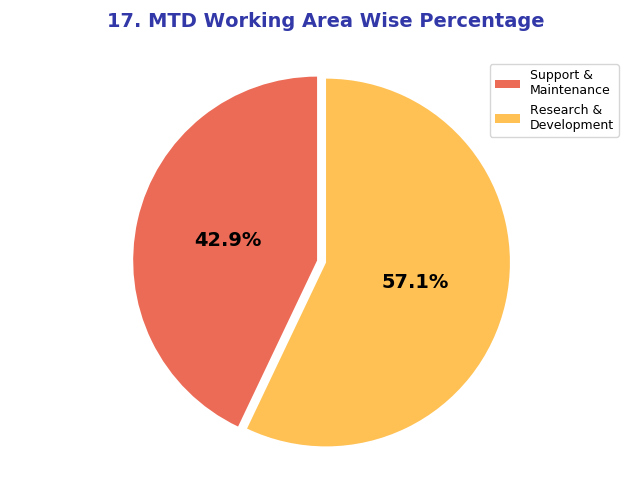 17. MTD Working Area Wise Percentage
Support &
Maintenance
Research &
Development
42.9%
57.1%